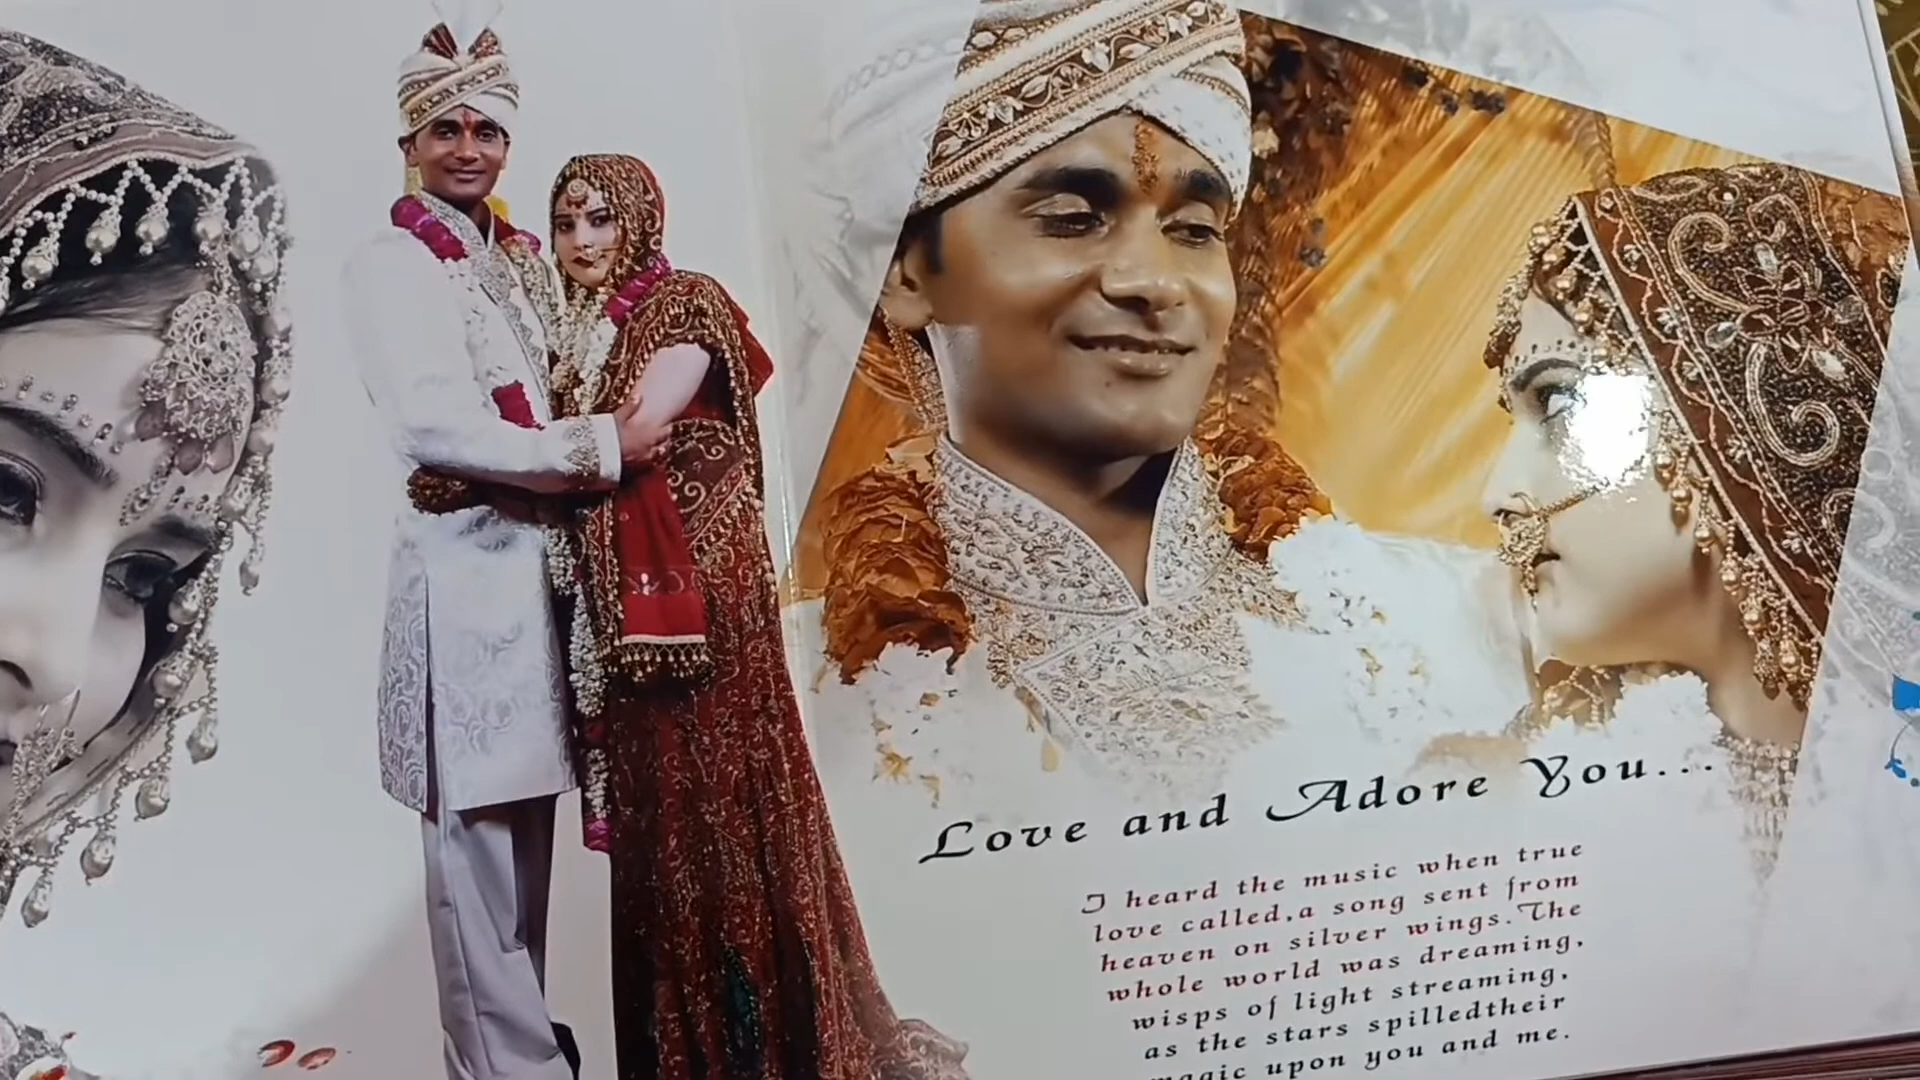 Love and Adore You...
I heard the music when true
love called,a song sent from
heaven on silver wings.The
whole world was dreaming,
wisps of light streaming,
as the stars spilledtheir
magic upon you and me.